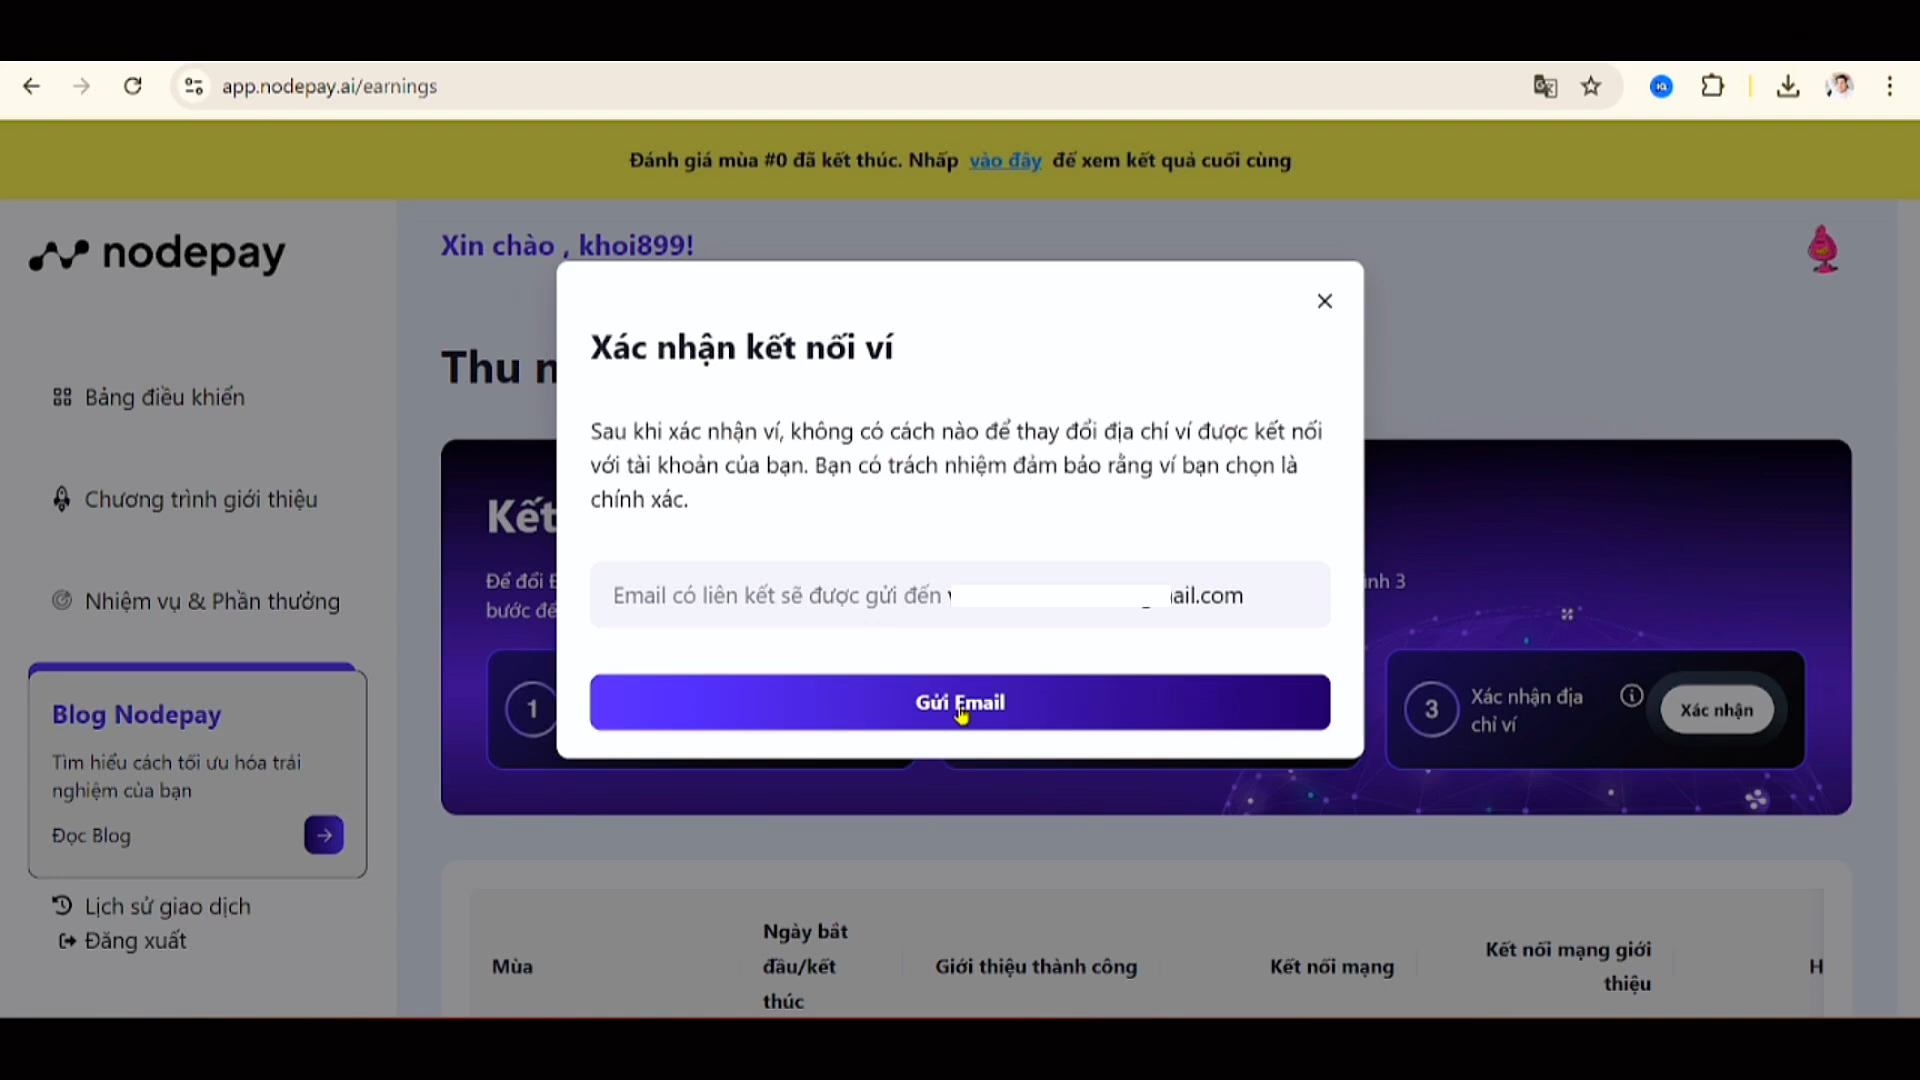 app.nodepay.ai/earnings
Đánh giá mùa #0 đã kết thúc. Nhấp vào đây để xem kết quả cuối cùng
nodepay
Xin chào , khoi899!
Thu n
Bảng điều khiển
Chương trình giới thiệu
Nhiệm vụ & Phần thưởng
Blog Nodepay
Tìm hiểu cách tối ưu hóa trải
nghiệm của bạn
Đọc Blog
Lịch sử giao dịch
Đăng xuất
Xác nhận kết nối ví
Sau khi xác nhận ví, không có cách nào để thay đổi địa chỉ ví được kết nối
với tài khoản của bạn. Bạn có trách nhiệm đảm bảo rằng ví bạn chọn là
chính xác.
Email có liên kết sẽ được gửi đến ail.com
Gửi Email
Kết
Để đổi
ình 3
bước để
1
3
Xác nhận địa
chỉ ví
Xác nhận
Mùa
Ngày bắt
đầu/kết
thúc
Giới thiệu thành công
Kết nối mạng
Kết nối mạng giới
thiệu
H